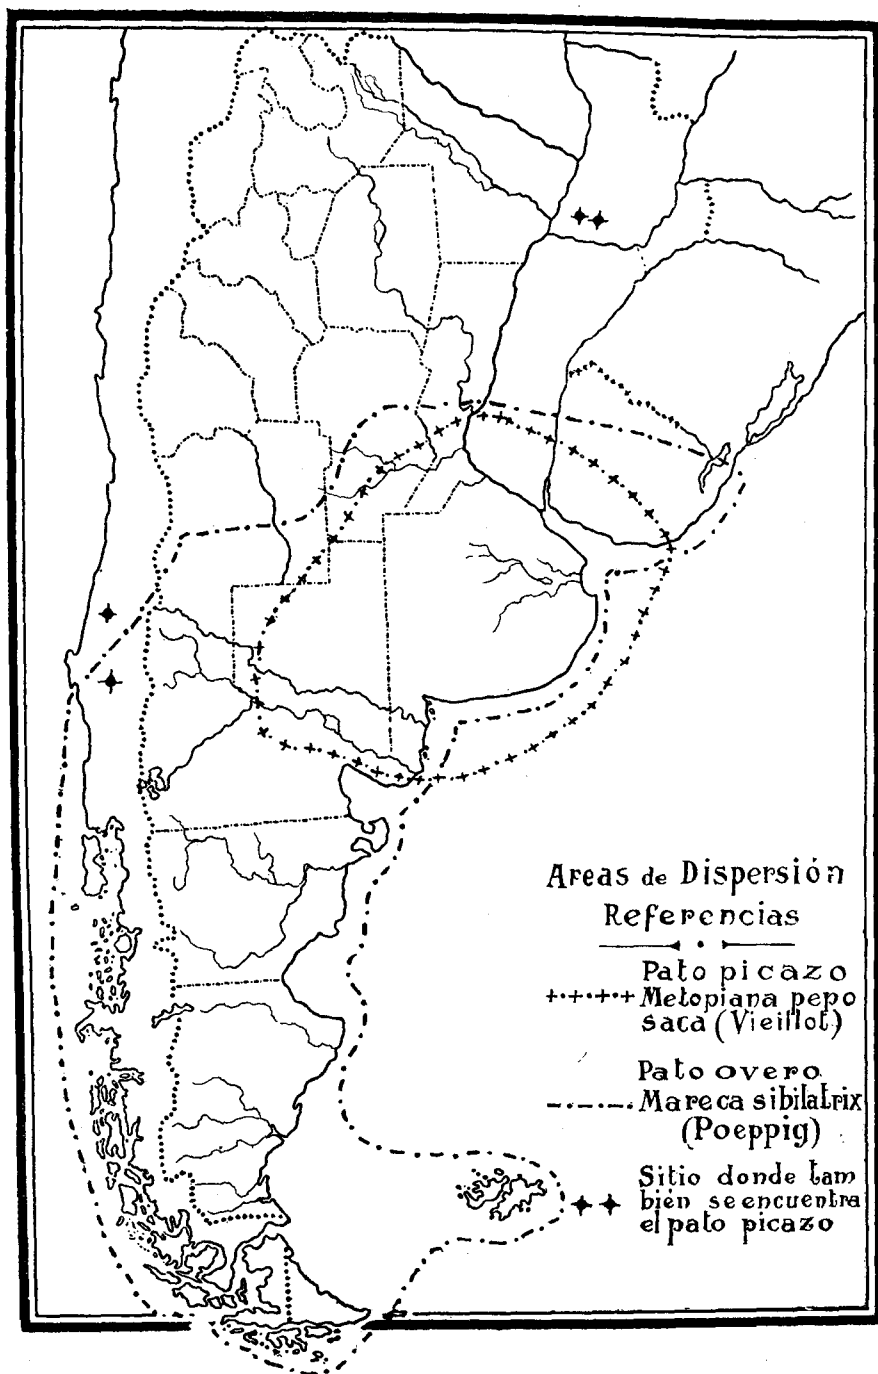 Areas de Dispersión
Referencias
Pato picazo
Metopiana pepo
saca (Vieillot)
Pato overo
Mareca sibilatrix
(Poeppig)
Sitio donde tam
bién se encuentra
el pato picazo